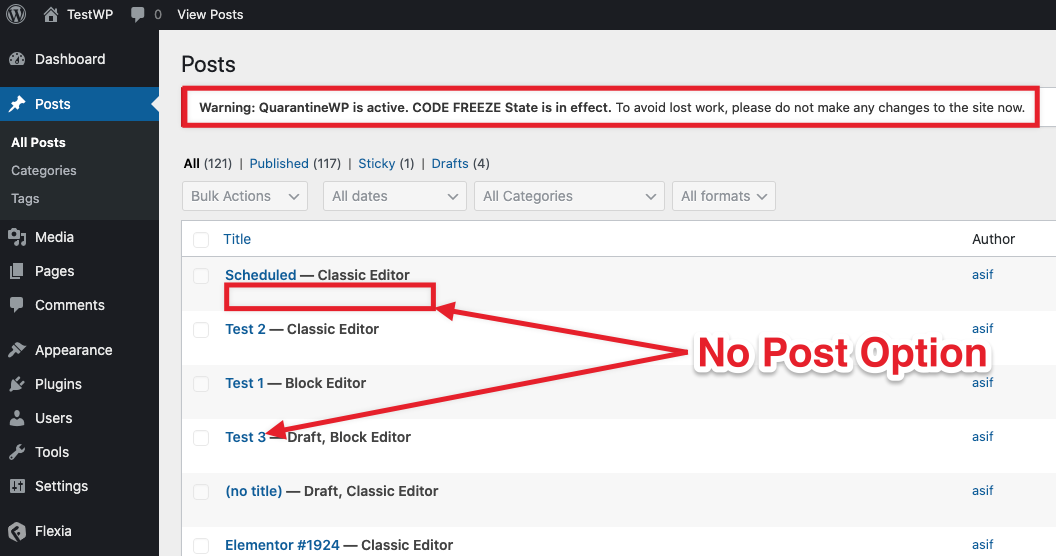 TestWP 0 View Posts
Dashboard
Posts
All Posts
Categories
Tags
Media
Pages
Comments
Appearance
Plugins
Users
Tools
Settings
Flexia
Posts
Warning: QuarantineWP is active. CODE FREEZE State is in effect. To avoid lost work, please do not make any changes to the site now.
All (121) | Published (117) | Sticky (1) | Drafts (4)
Bulk Actions All dates All Categories All formats
Title Author
Scheduled — Classic Editor asif
Test 2 — Classic Editor asif
No Post Option
Test 1 — Block Editor asif
Test 3 — Draft, Block Editor asif
(no title) — Draft, Classic Editor asif
Elementor #1924 — Classic Editor asif